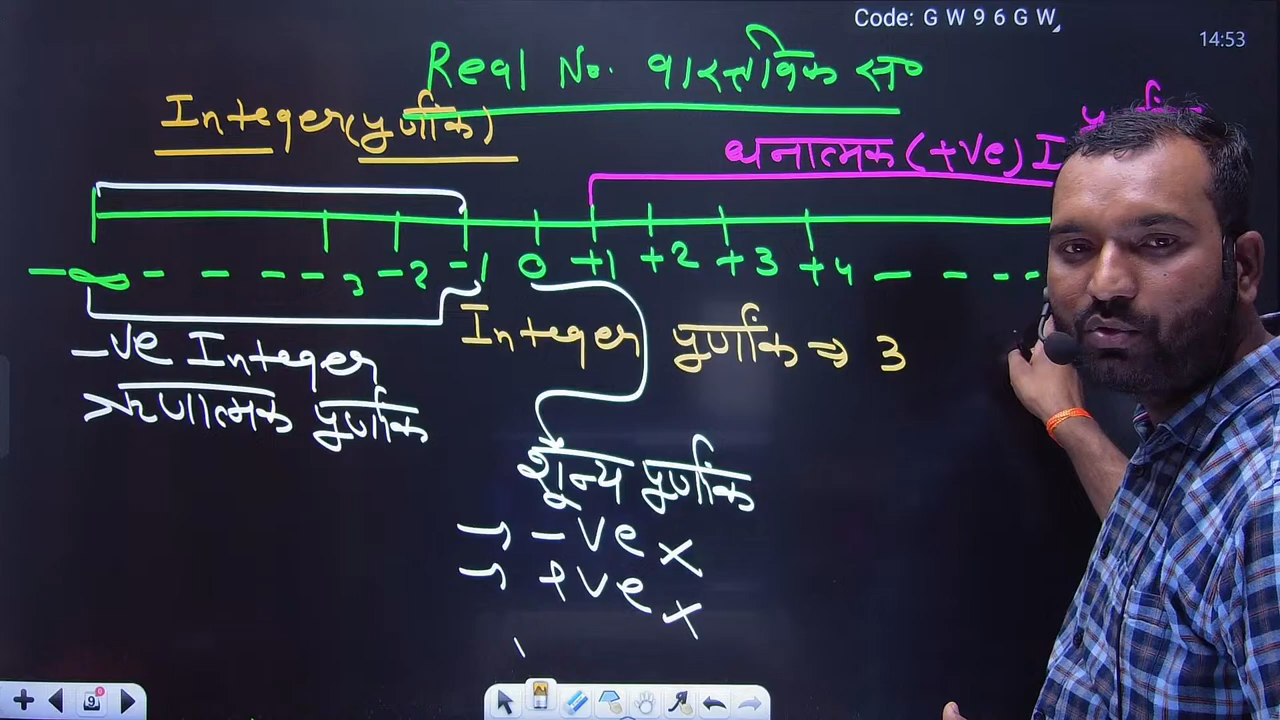 Code: G W 9 6 G W
14:53
Real No. वास्तविक सं०
Integer (पूर्णांक)
धनात्मक (+ve) I
-∞ - - - - -3 -2 -1 0 +1 +2 +3 +4 - - - -
Integer पूर्णांक ⇒ 3
-ve Integer
ऋणात्मक पूर्णांक
शून्य पूर्णांक
→ -ve ×
→ +ve ×
9